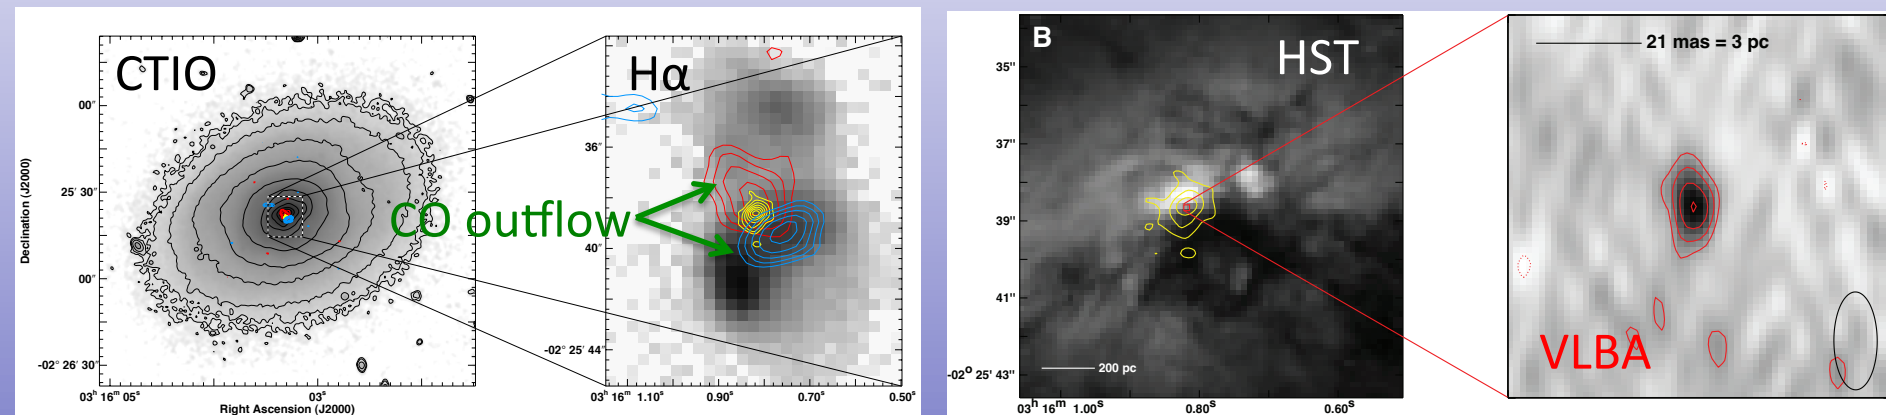 CTIO
Declination (J2000)
00"
25' 30"
00"
-02° 26' 30"
03ʰ 16ᵐ 05ˢ
03ˢ
Right Ascension (J2000)
Hα
CO outflow
36"
40"
-02° 25' 44"
03ʰ 16ᵐ 1.10ˢ
0.90ˢ
0.70ˢ
0.50ˢ
B
HST
35"
37"
39"
41"
-02° 25' 43"
200 pc
03ʰ 16ᵐ 1.00ˢ
0.80ˢ
0.60ˢ
21 mas = 3 pc
VLBA